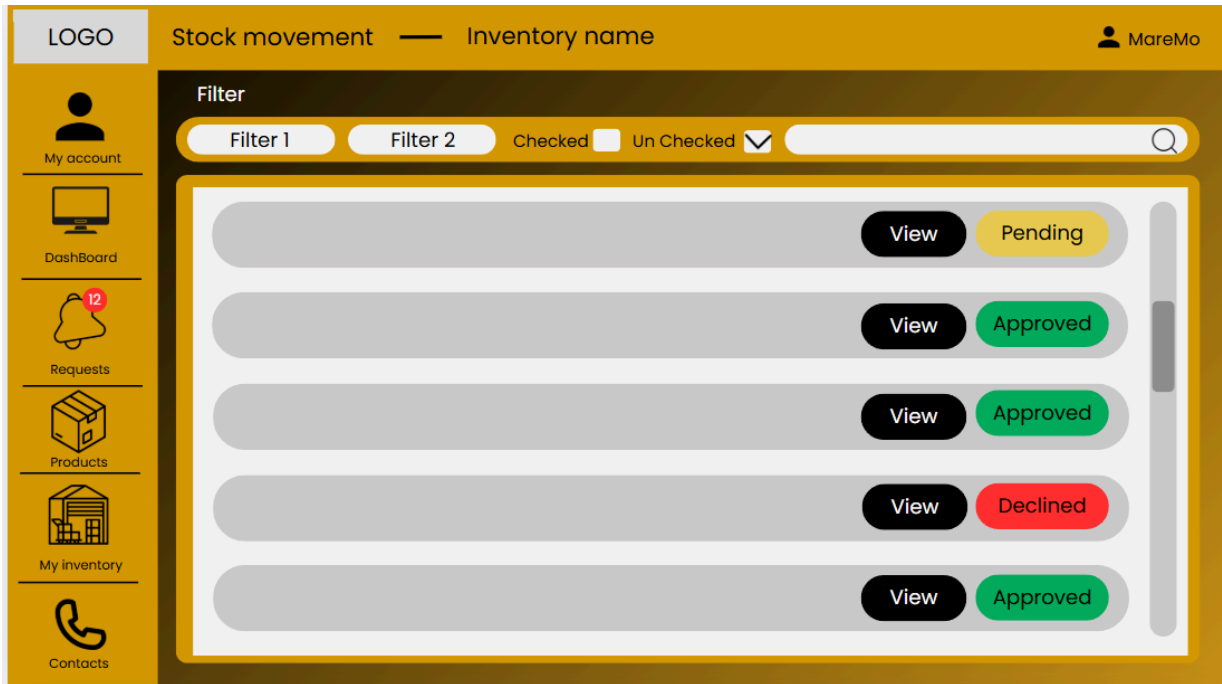 LOGO
Stock movement — Inventory name
MareMo
My account
DashBoard
12
Requests
Products
My inventory
Contacts
Filter
Filter 1 Filter 2 Checked Un Checked
View Pending
View Approved
View Approved
View Declined
View Approved